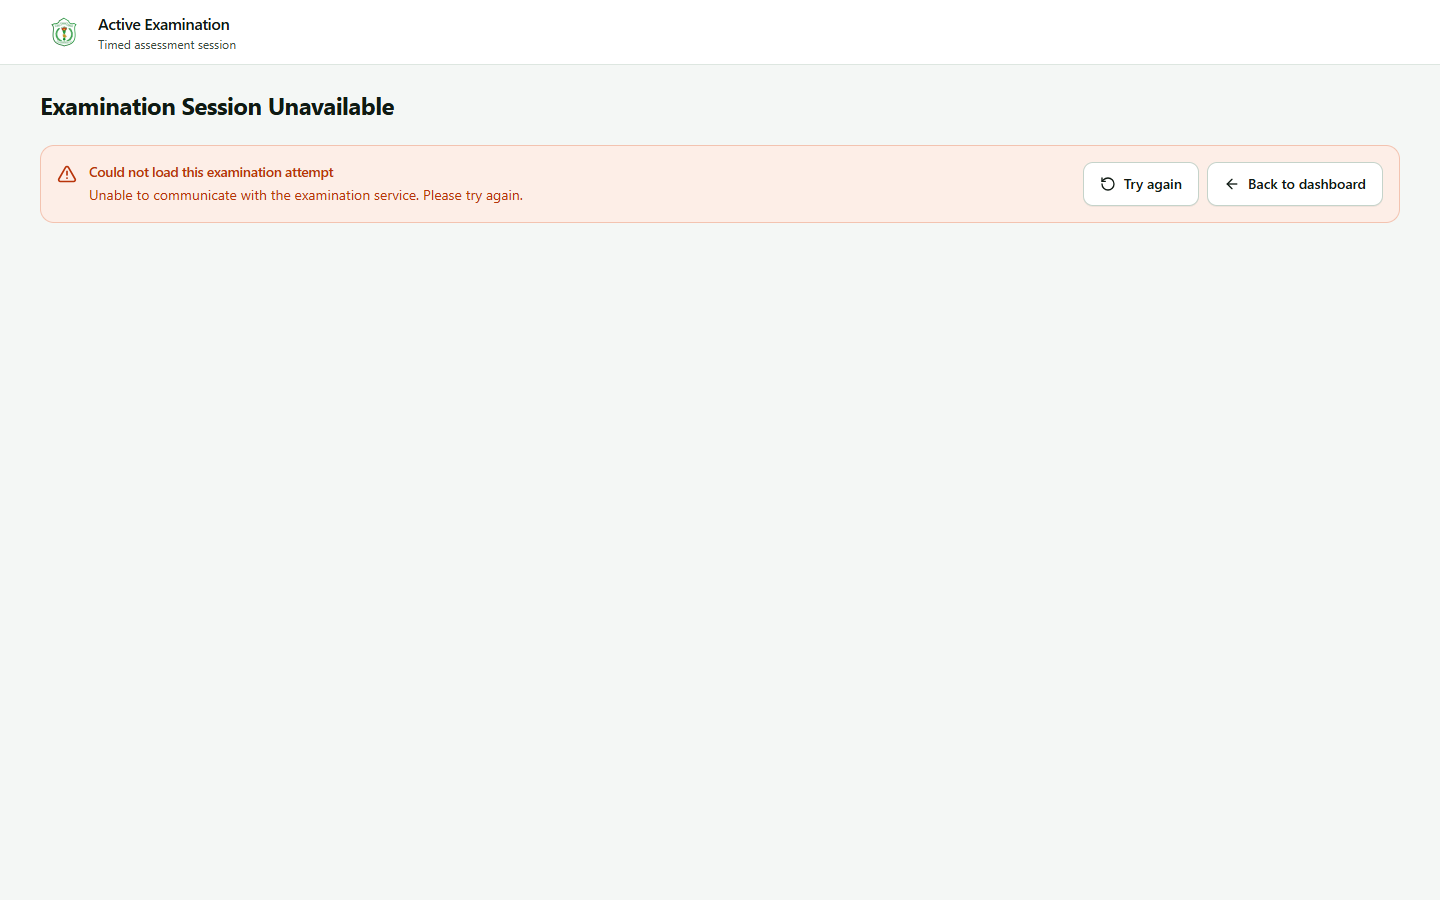 Active Examination
Timed assessment session
Examination Session Unavailable
Could not load this examination attempt
Unable to communicate with the examination service. Please try again.
Try again
Back to dashboard